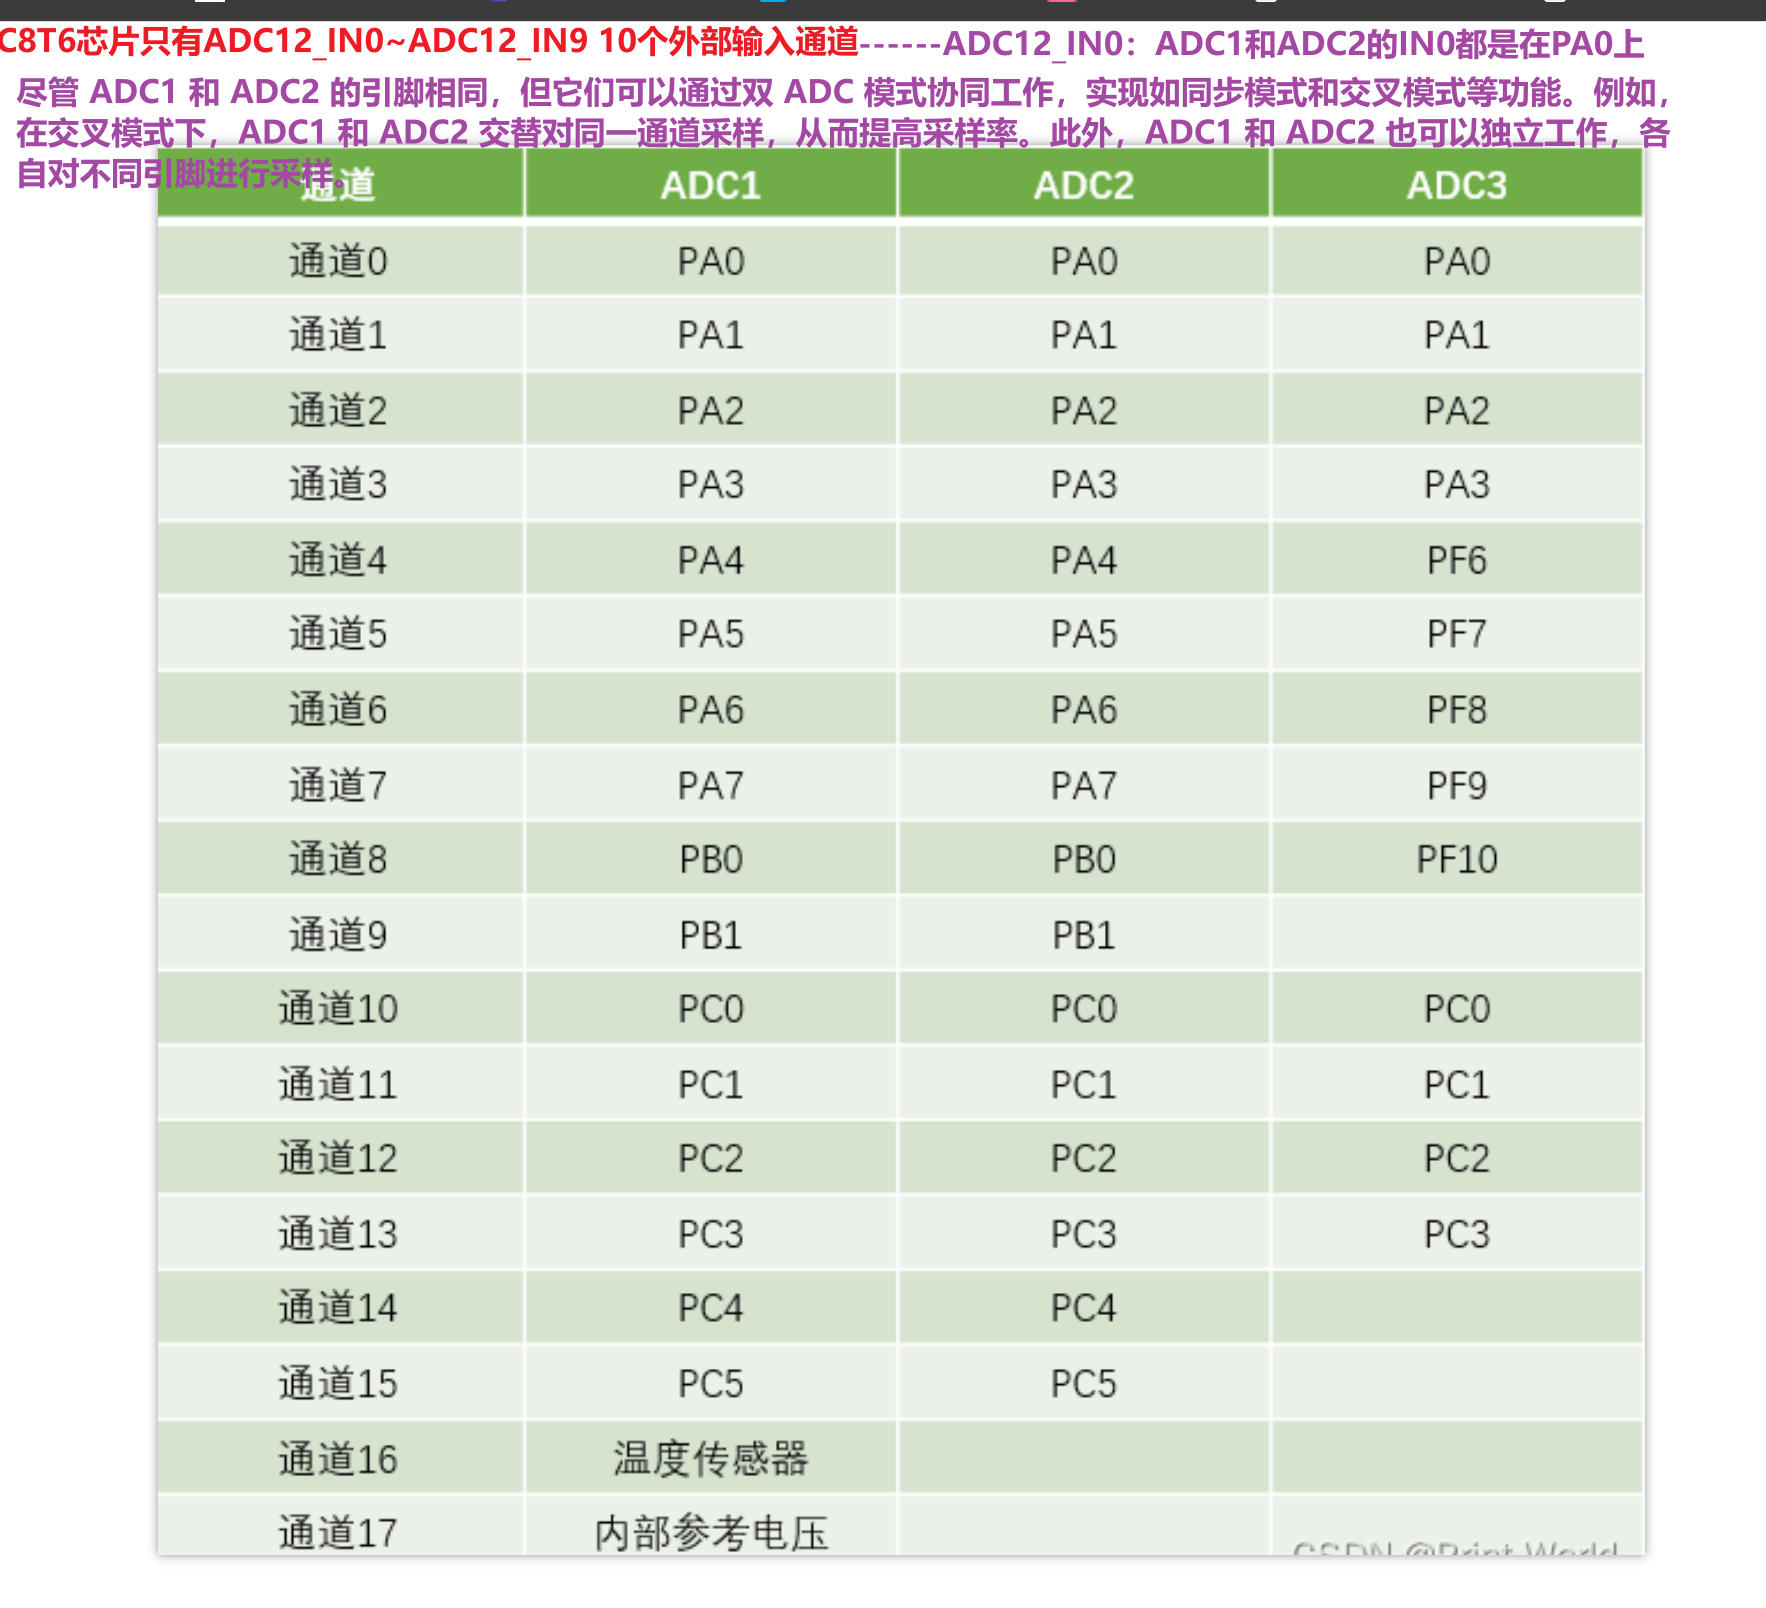 C8T6芯片只有ADC12_IN0~ADC12_IN9 10个外部输入通道------ADC12_IN0：ADC1和ADC2的IN0都是在PA0上
尽管 ADC1 和 ADC2 的引脚相同，但它们可以通过双 ADC 模式协同工作，实现如同步模式和交叉模式等功能。例如，
在交叉模式下，ADC1 和 ADC2 交替对同一通道采样，从而提高采样率。此外，ADC1 和 ADC2 也可以独立工作，各
自对不同引脚进行采样。
通道 ADC1 ADC2 ADC3
通道0 PA0 PA0 PA0
通道1 PA1 PA1 PA1
通道2 PA2 PA2 PA2
通道3 PA3 PA3 PA3
通道4 PA4 PA4 PF6
通道5 PA5 PA5 PF7
通道6 PA6 PA6 PF8
通道7 PA7 PA7 PF9
通道8 PB0 PB0 PF10
通道9 PB1 PB1
通道10 PC0 PC0 PC0
通道11 PC1 PC1 PC1
通道12 PC2 PC2 PC2
通道13 PC3 PC3 PC3
通道14 PC4 PC4
通道15 PC5 PC5
通道16 温度传感器
通道17 内部参考电压
CSDN @Print World